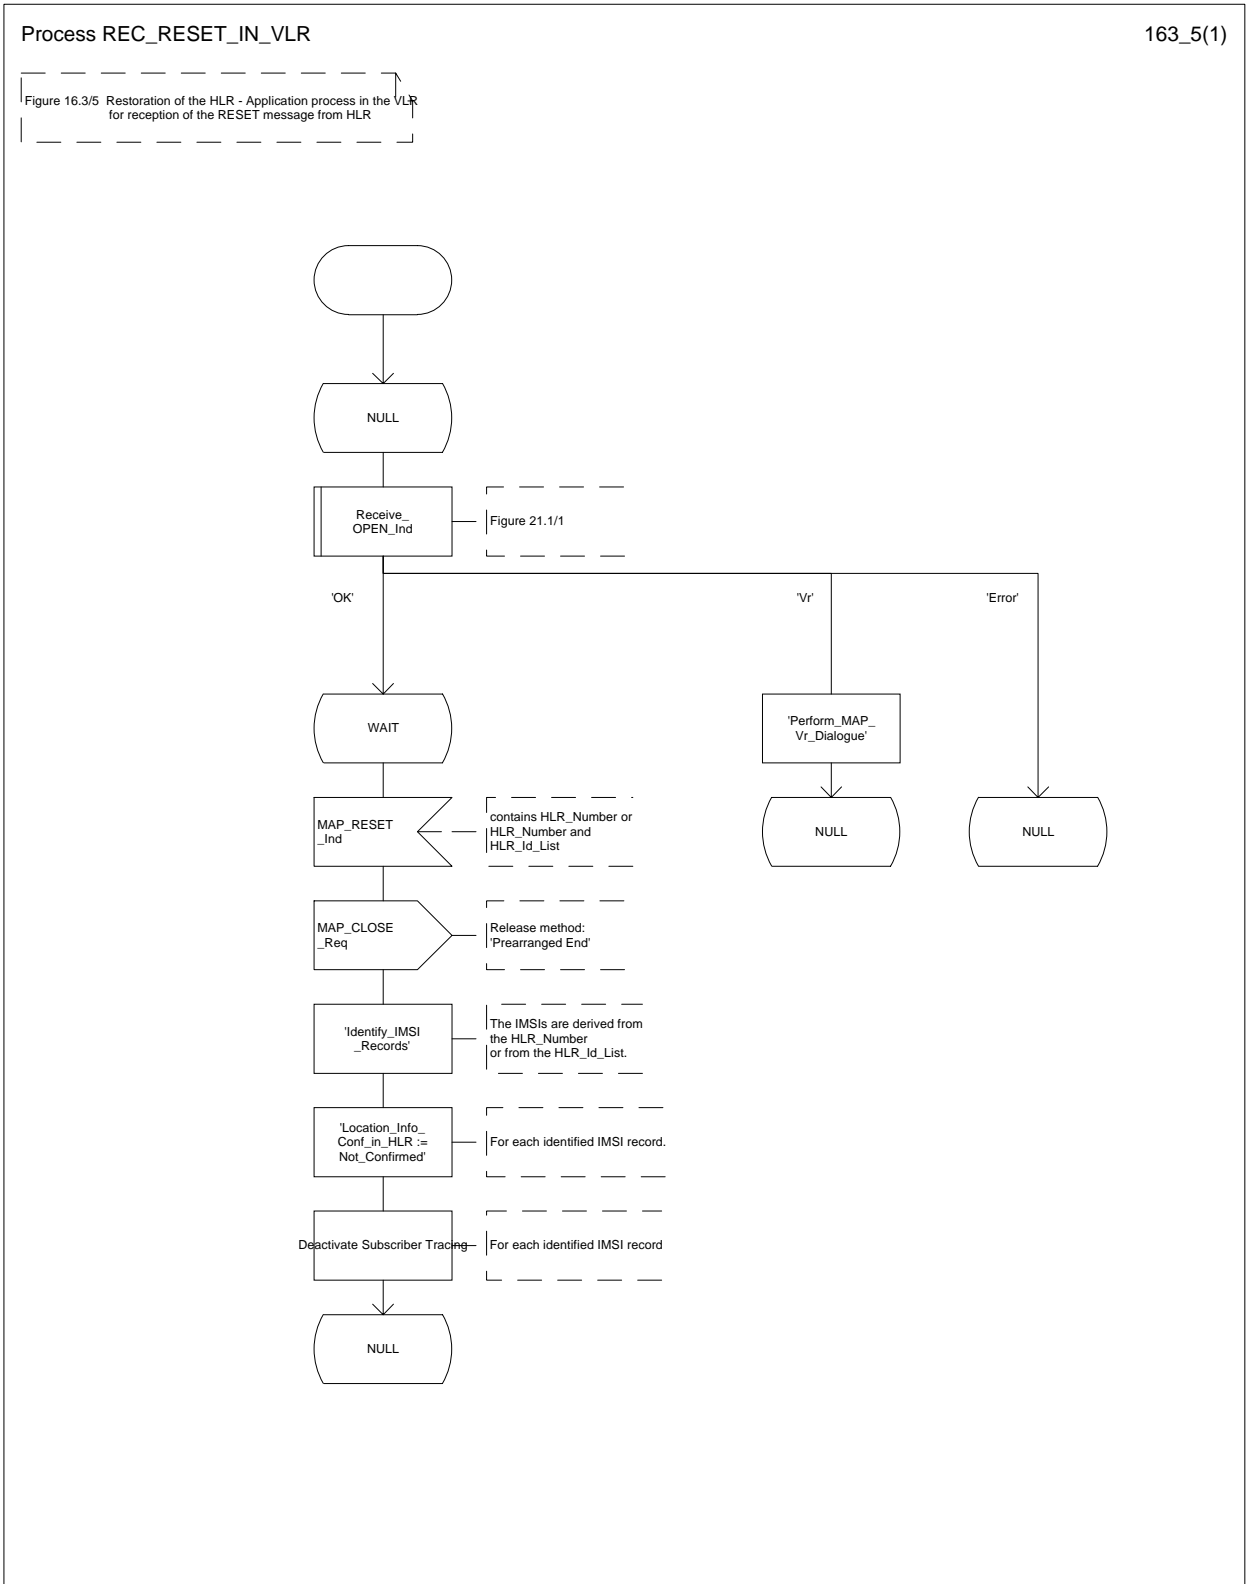 Process REC_RESET_IN_VLR
163_5(1)
Figure 16.3/5 Restoration of the HLR - Application process in the VLR
for reception of the RESET message from HLR
NULL
Receive_
OPEN_Ind
Figure 21.1/1
'OK'
'Vr'
'Error'
WAIT
'Perform_MAP_
Vr_Dialogue'
MAP_RESET
_Ind
contains HLR_Number or
HLR_Number and
HLR_Id_List
NULL
NULL
MAP_CLOSE
_Req
Release method:
'Prearranged End'
'Identify_IMSI
_Records'
The IMSIs are derived from
the HLR_Number
or from the HLR_Id_List.
'Location_Info_
Conf_in_HLR :=
Not_Confirmed'
For each identified IMSI record.
Deactivate Subscriber Tracing
For each identified IMSI record
NULL